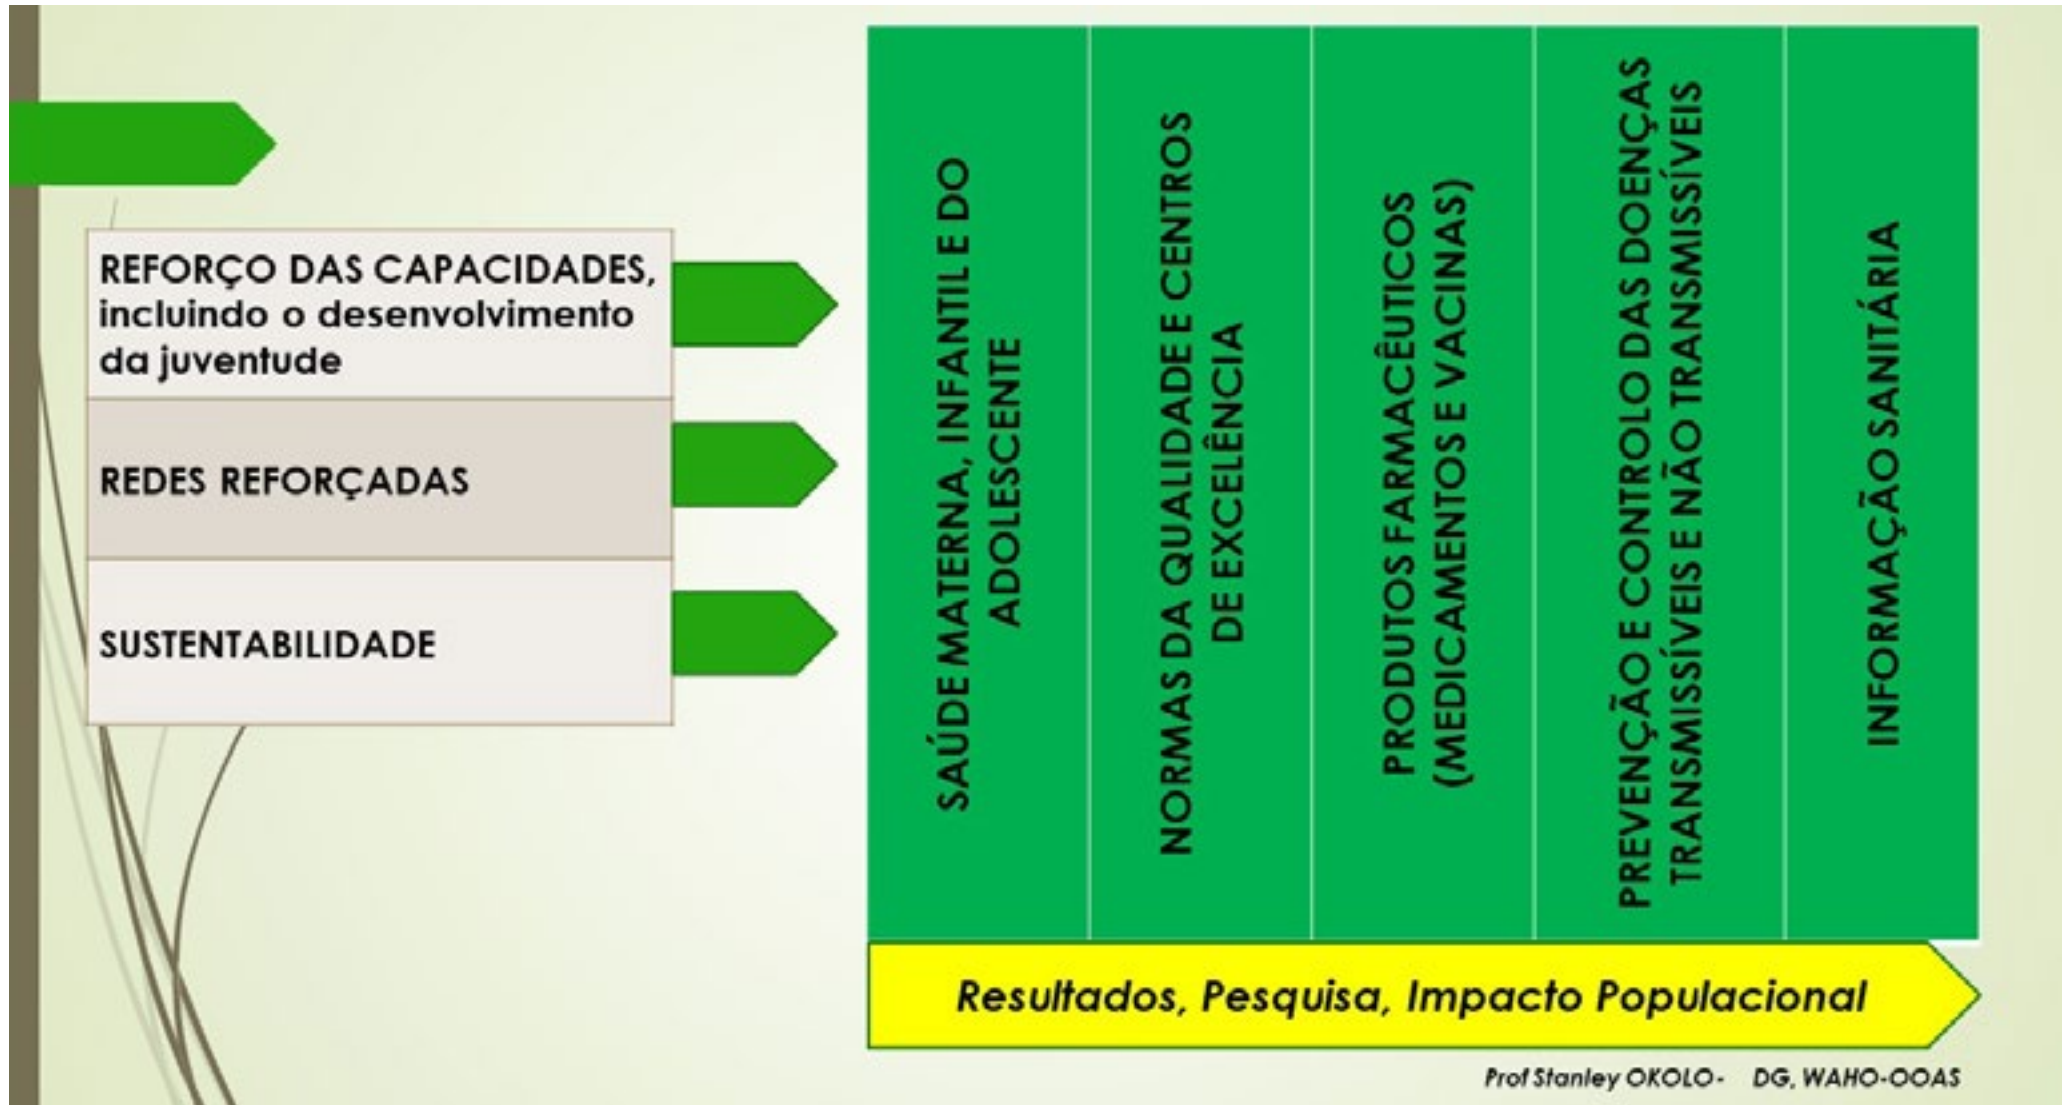 REFORÇO DAS CAPACIDADES,
incluindo o desenvolvimento
da juventude
REDES REFORÇADAS
SUSTENTABILIDADE
SAÚDE MATERNA, INFANTIL E DO
ADOLESCENTE
NORMAS DA QUALIDADE E CENTROS
DE EXCELÊNCIA
PRODUTOS FARMACÊUTICOS
(MEDICAMENTOS E VACINAS)
PREVENÇÃO E CONTROLO DAS DOENÇAS
TRANSMISSÍVEIS E NÃO TRANSMISSÍVEIS
INFORMAÇÃO SANITÁRIA
Resultados, Pesquisa, Impacto Populacional
Prof Stanley OKOLO- DG, WAHO-OOAS